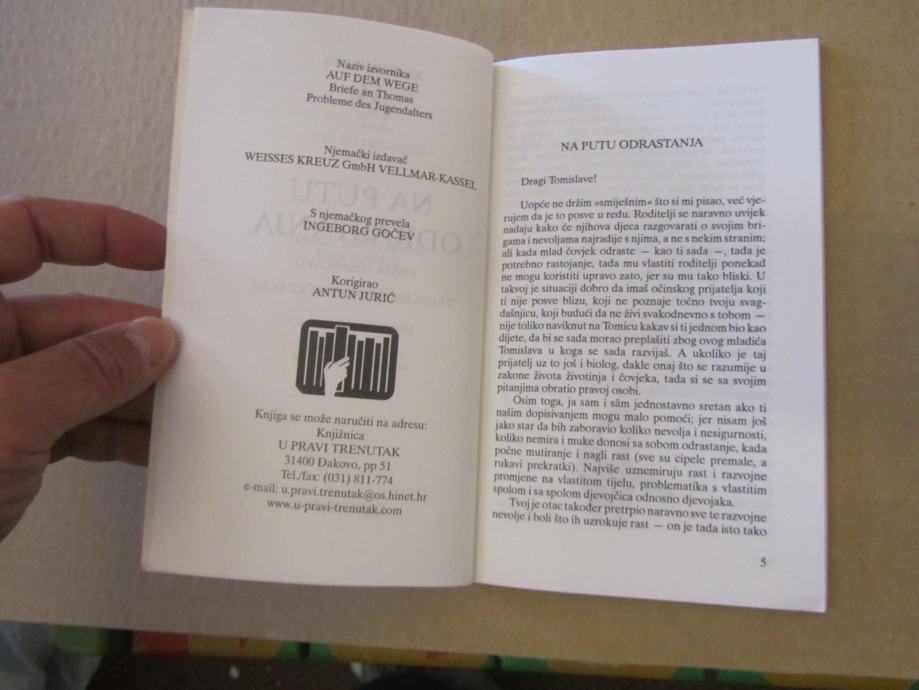 Naziv izvornika
AUF DEM WEGE
Briefe an Thomas
Probleme des Jugendalters
Njemački izdavač
WEISSES KREUZ GmbH VELLMAR-KASSEL
S njemačkog prevela
INGEBORG GOČEV
Korigirao
ANTUN JURIĆ
Knjiga se može naručiti na adresu:
Knjižnica
U PRAVI TRENUTAK
31400 Đakovo, pp 51
Tel./fax: (031) 811-774
e-mail: u.pravi.trenutak@os.hinet.hr
www.u-pravi-trenutak.com
NA PUTU ODRASTANJA
Dragi Tomislave!
Uopće ne držim »smiješnim« što si mi pisao, već vje-
rujem da je to posve u redu. Roditelji se naravno uvijek
nadaju kako će njihova djeca razgovarati o svojim bri-
gama i nevoljama najradije s njima, a ne s nekim stranim;
ali kada mlad čovjek odraste — kao ti sada —, tada je
potrebno rastojanje, tada mu vlastiti roditelji ponekad
ne mogu koristiti upravo zato, jer su mu tako bliski. U
takvoj je situaciji dobro da imaš očinskog prijatelja koji
ti nije posve blizu, koji ne poznaje točno tvoju svag-
dašnjicu, koji budući da ne živi svakodnevno s tobom —
nije toliko naviknut na Tomicu kakav si ti jednom bio kao
dijete, da bi se sada morao preplašiti zbog ovog mladića
Tomislava u koga se sada razvijaš. A ukoliko je taj
prijatelj uz to još i biolog, dakle onaj što se razumije u
zakone života životinja i čovjeka, tada si se sa svojim
pitanjima obratio pravoj osobi.
Osim toga, ja sam i sâm jednostavno sretan ako ti
našim dopisivanjem mogu malo pomoći; jer nisam još
jako star da bih zaboravio koliko nevolja i nesigurnosti,
koliko nemira i muke donosi sa sobom odrastanje, kada
počne mutiranje i nagli rast (sve su cipele premale, a
rukavi prekratki). Najviše uznemiruju rast i razvojne
promjene na vlastitom tijelu, problematika s vlastitim
spolom i sa spolom djevojčica odnosno djevojaka.
Tvoj je otac također pretrpio naravno sve te razvojne
nevolje i boli što ih uzrokuje rast — on je tada isto tako
5